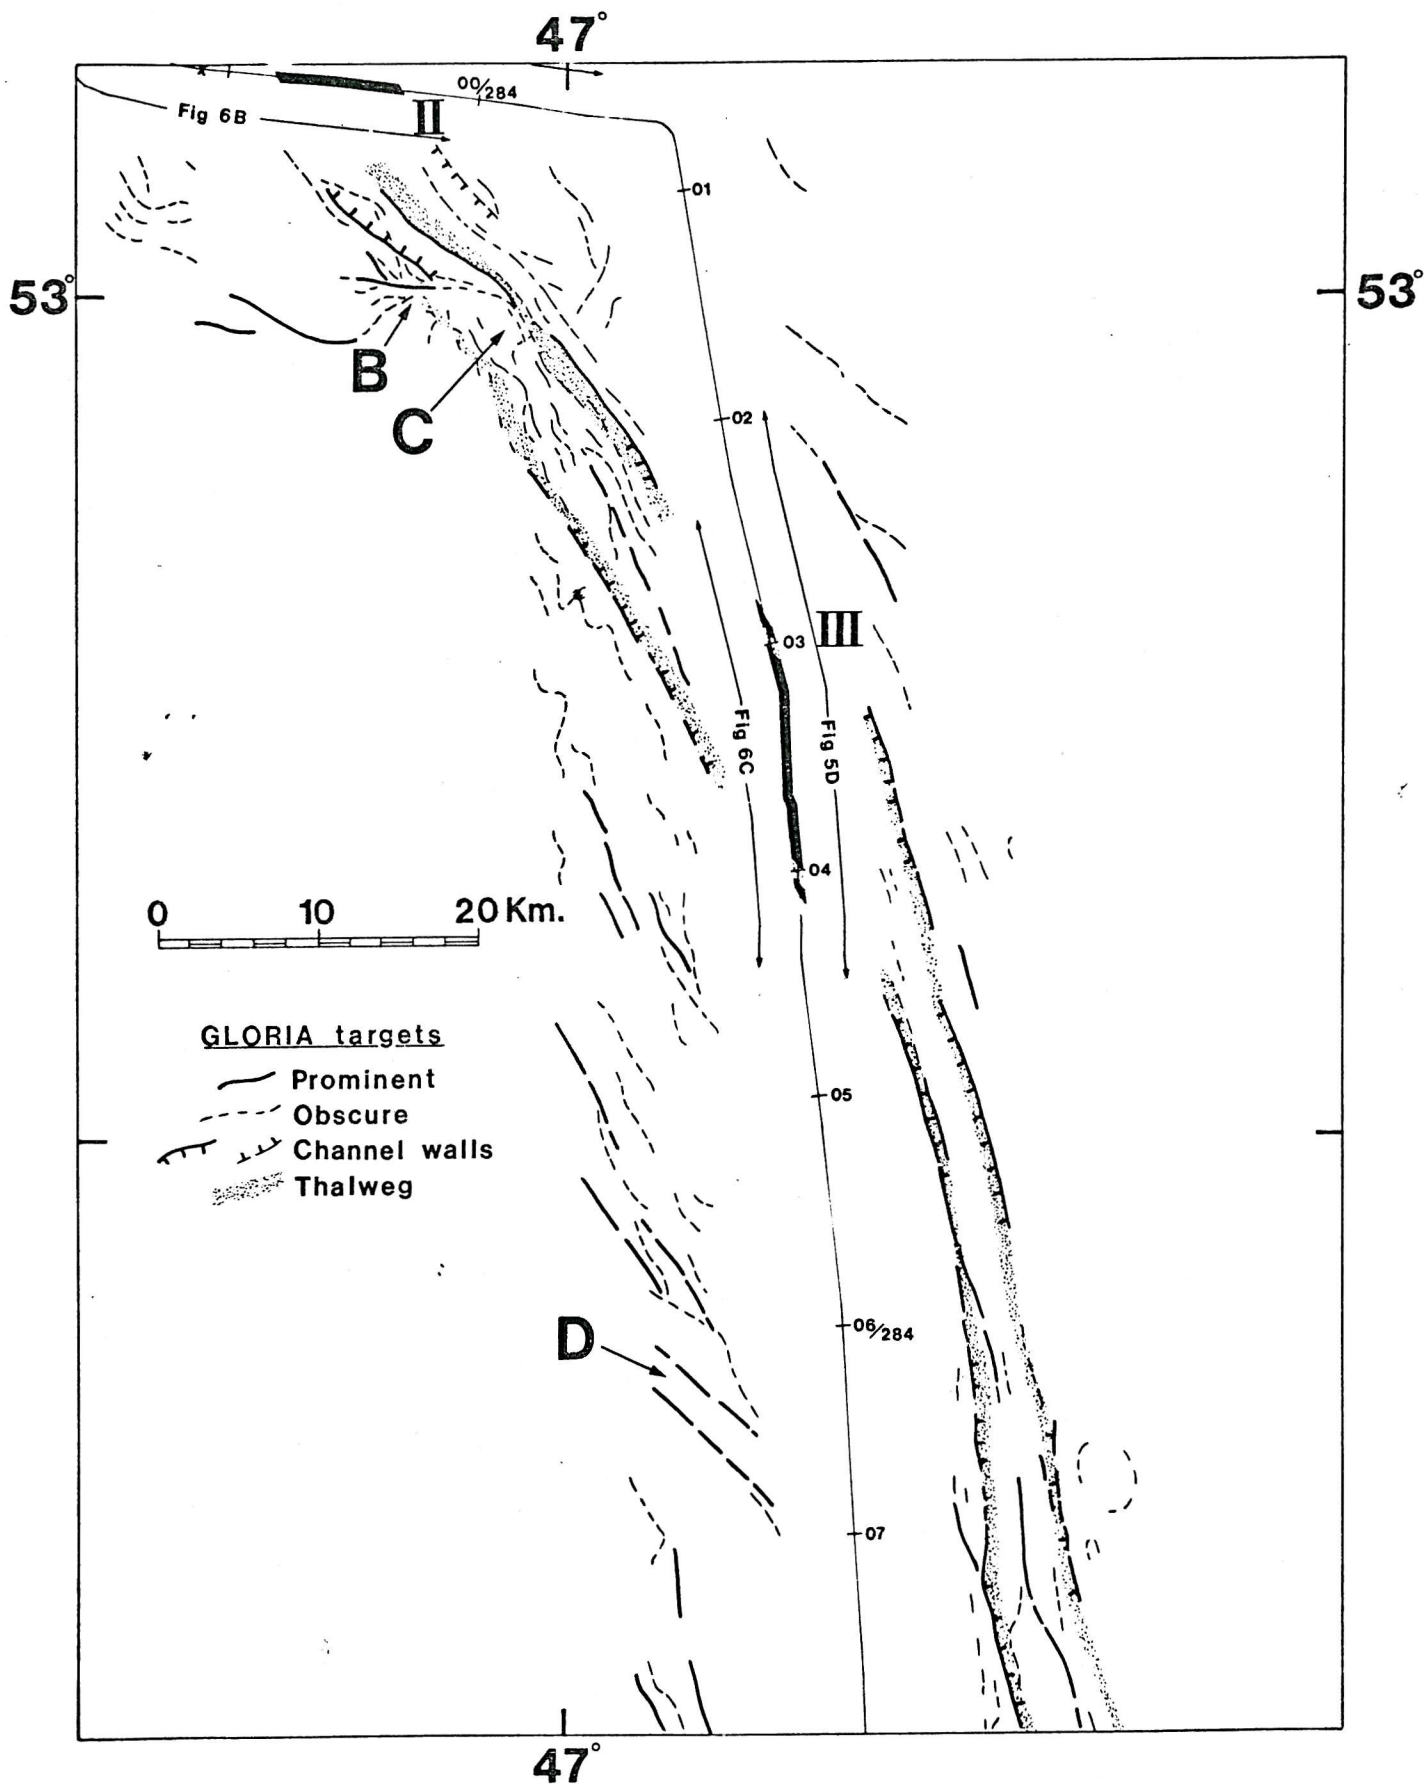 47°
00/284
Fig 6B
II
01
53°
53°
B
C
02
03
III
Fig 6C
Fig 5D
04
0 10 20 Km.
GLORIA targets
Prominent
05
Obscure
Channel walls
Thalweg
D
06/284
07
47°